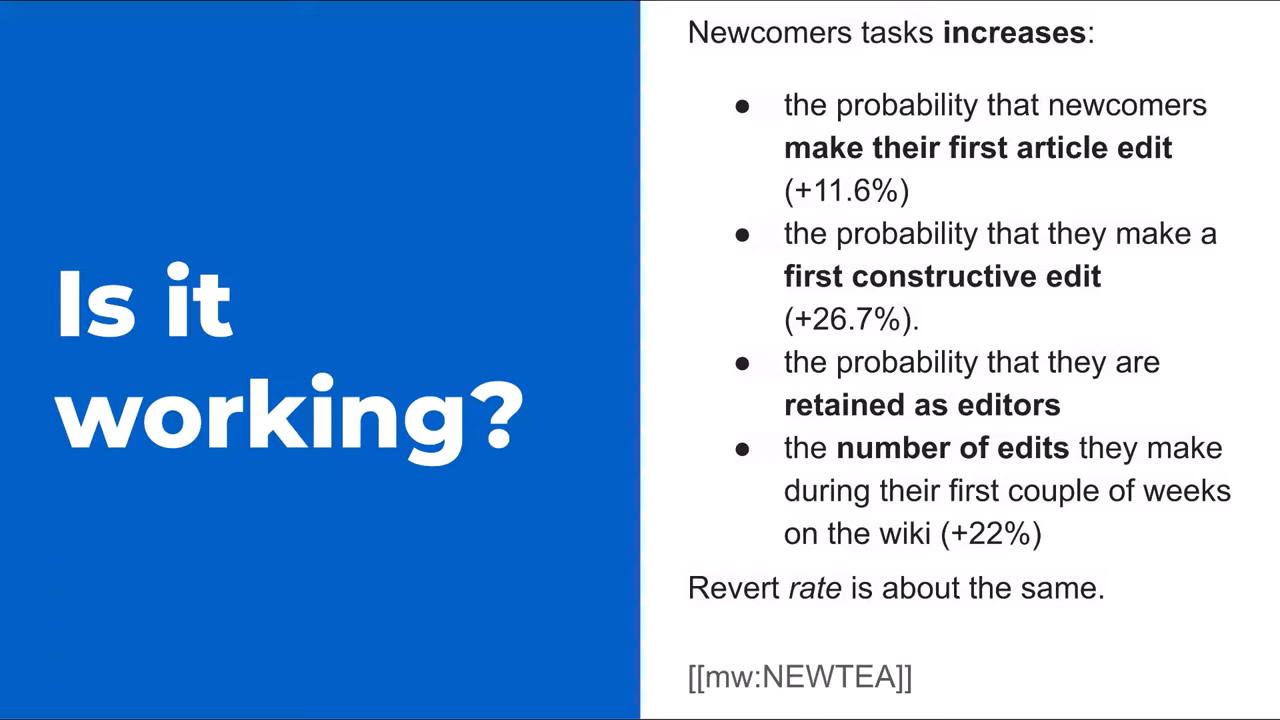 Is it
working?
Newcomers tasks increases:
● the probability that newcomers
make their first article edit
(+11.6%)
● the probability that they make a
first constructive edit
(+26.7%).
● the probability that they are
retained as editors
● the number of edits they make
during their first couple of weeks
on the wiki (+22%)
Revert rate is about the same.
[[mw:NEWTEA]]